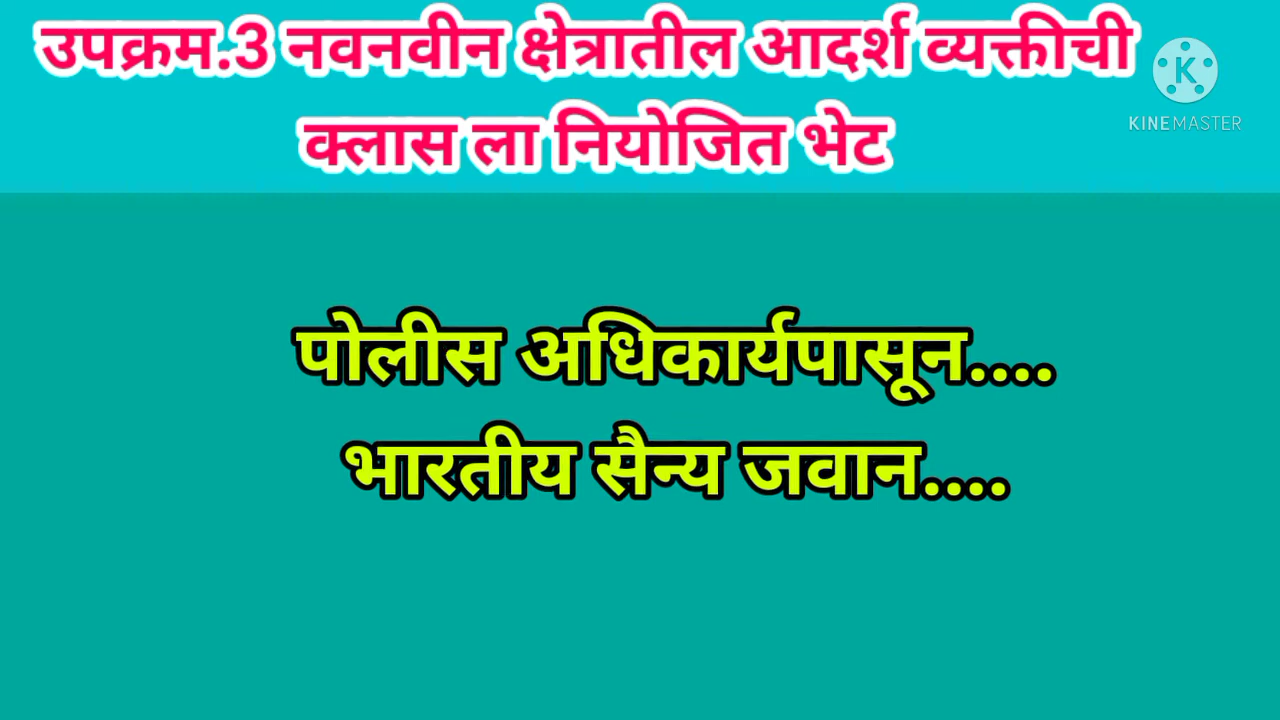 उपक्रम.3 नवनवीन क्षेत्रातील आदर्श व्यक्तीची
क्लास ला नियोजित भेट
K
KINEMASTER
पोलीस अधिकार्यपासून....
भारतीय सैन्य जवान....